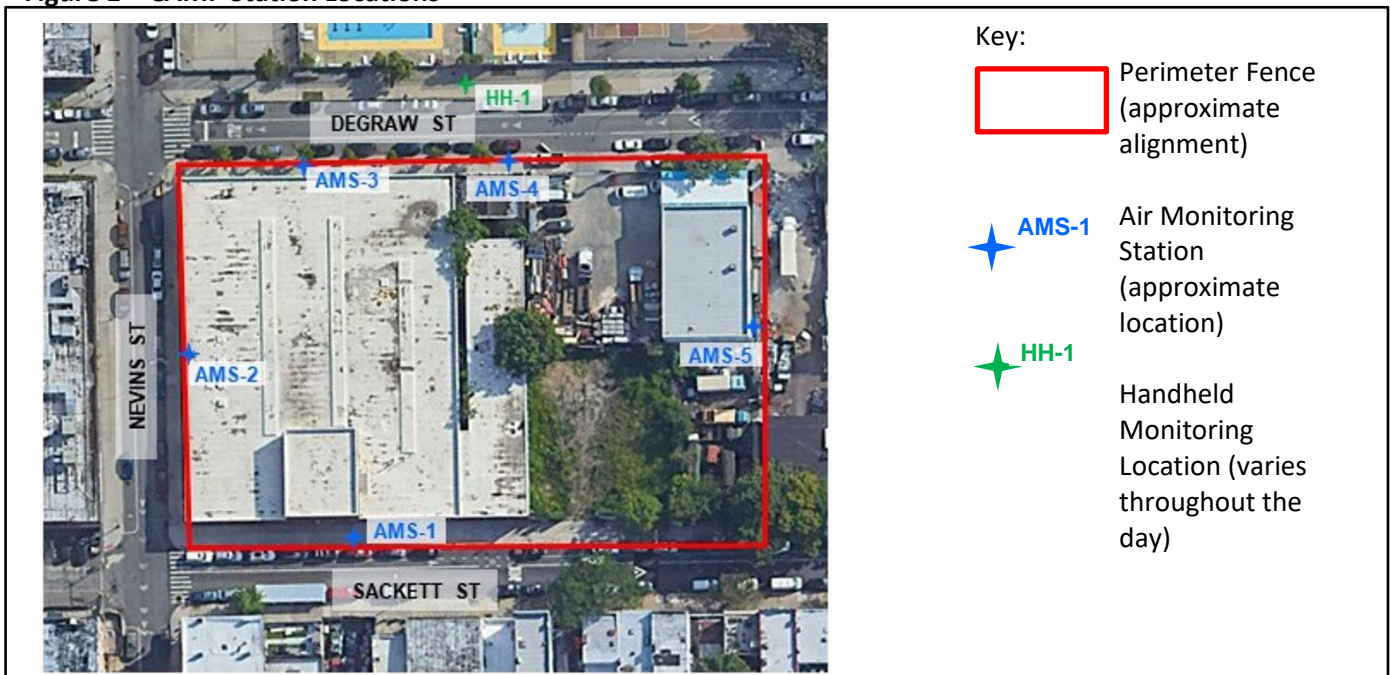 Key:
Perimeter Fence
(approximate
alignment)
AMS-1
Air Monitoring
Station
(approximate
location)
HH-1
Handheld
Monitoring
Location (varies
throughout the
day)
HH-1
DEGRAW ST
AMS-3
AMS-4
NEVINS ST
AMS-2
AMS-5
AMS-1
SACKETT ST